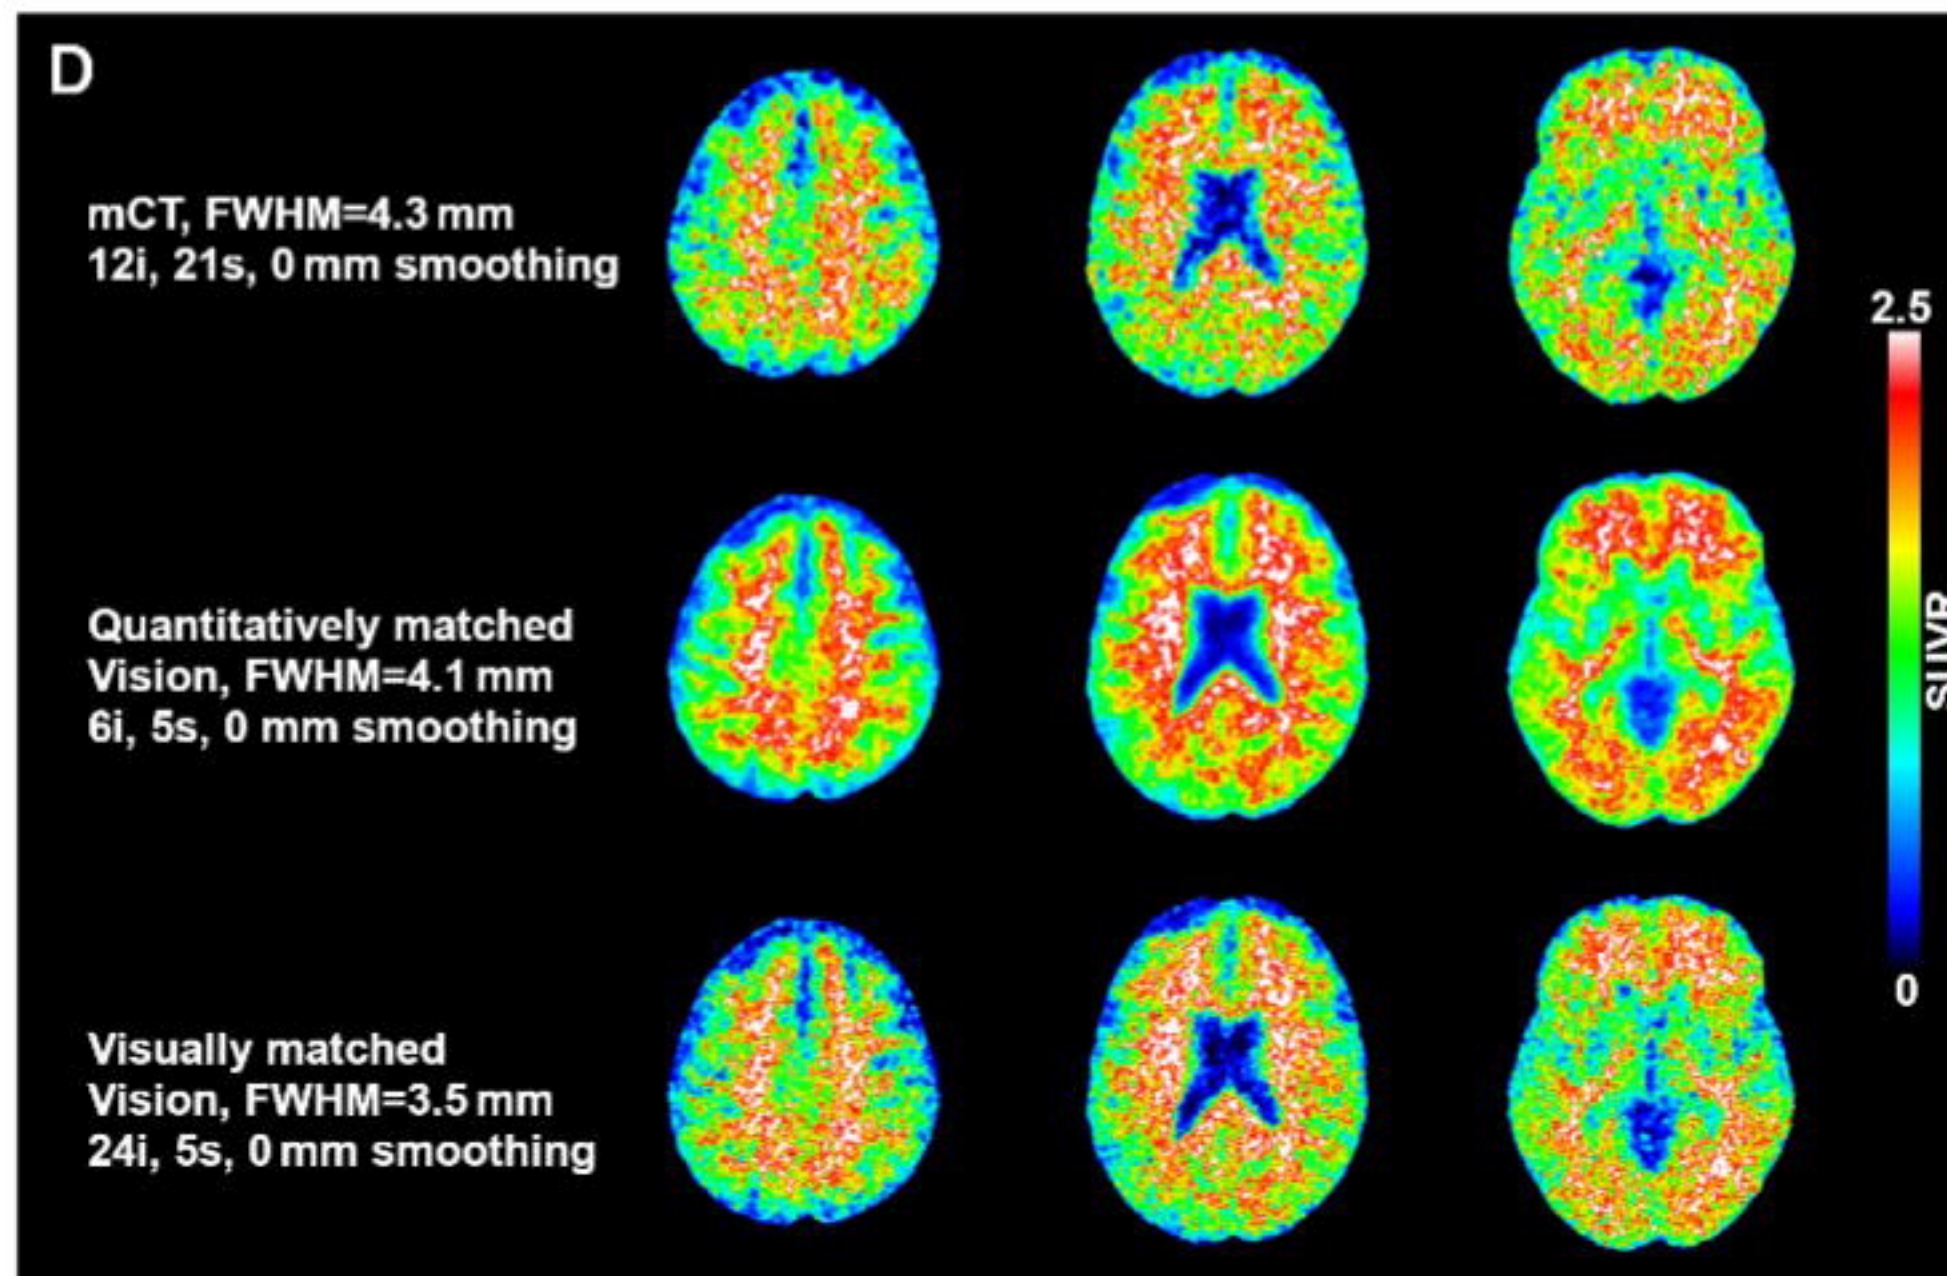 D
mCT, FWHM=4.3 mm
12i, 21s, 0 mm smoothing
2.5
Quantitatively matched
Vision, FWHM=4.1 mm
6i, 5s, 0 mm smoothing
SUVR
0
Visually matched
Vision, FWHM=3.5 mm
24i, 5s, 0 mm smoothing